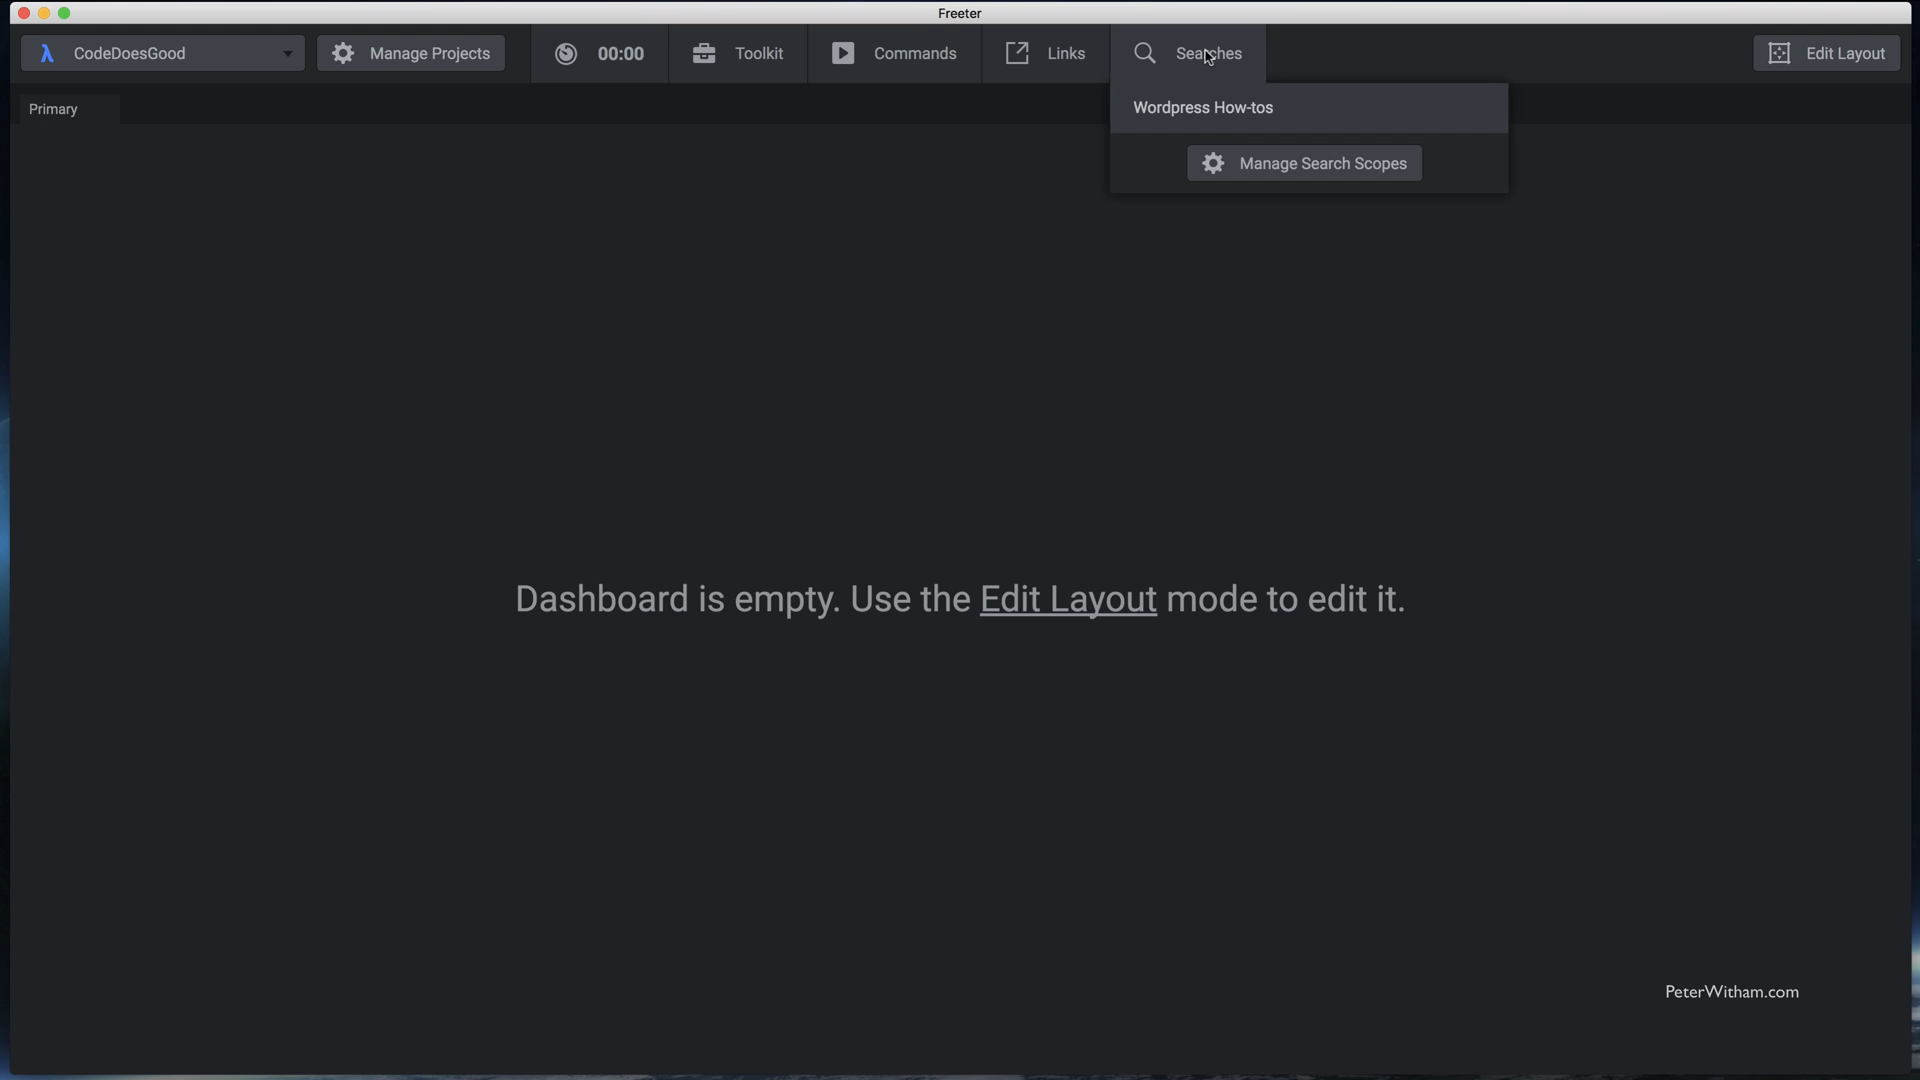 Freeter
CodeDoesGood
Manage Projects
00:00
Toolkit
Commands
Links
Searches
Edit Layout
Primary
Wordpress How-tos
Manage Search Scopes
Dashboard is empty. Use the Edit Layout mode to edit it.
PeterWitham.com